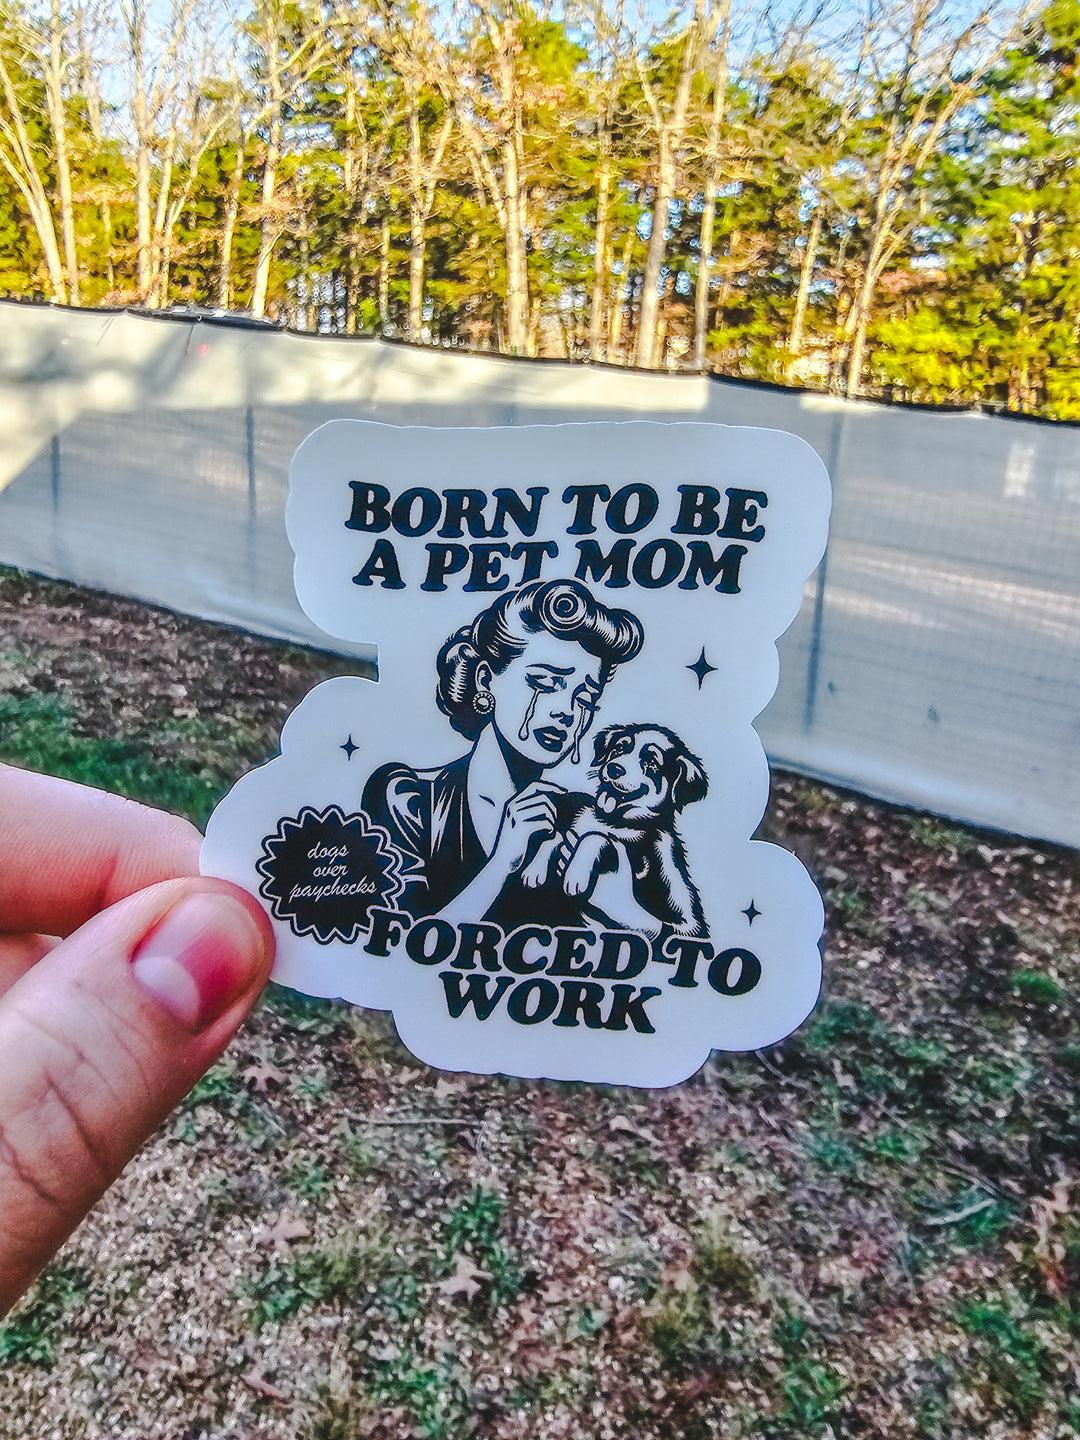 BORN TO BE
A PET MOM
dogs
over
paychecks
FORCED TO
WORK